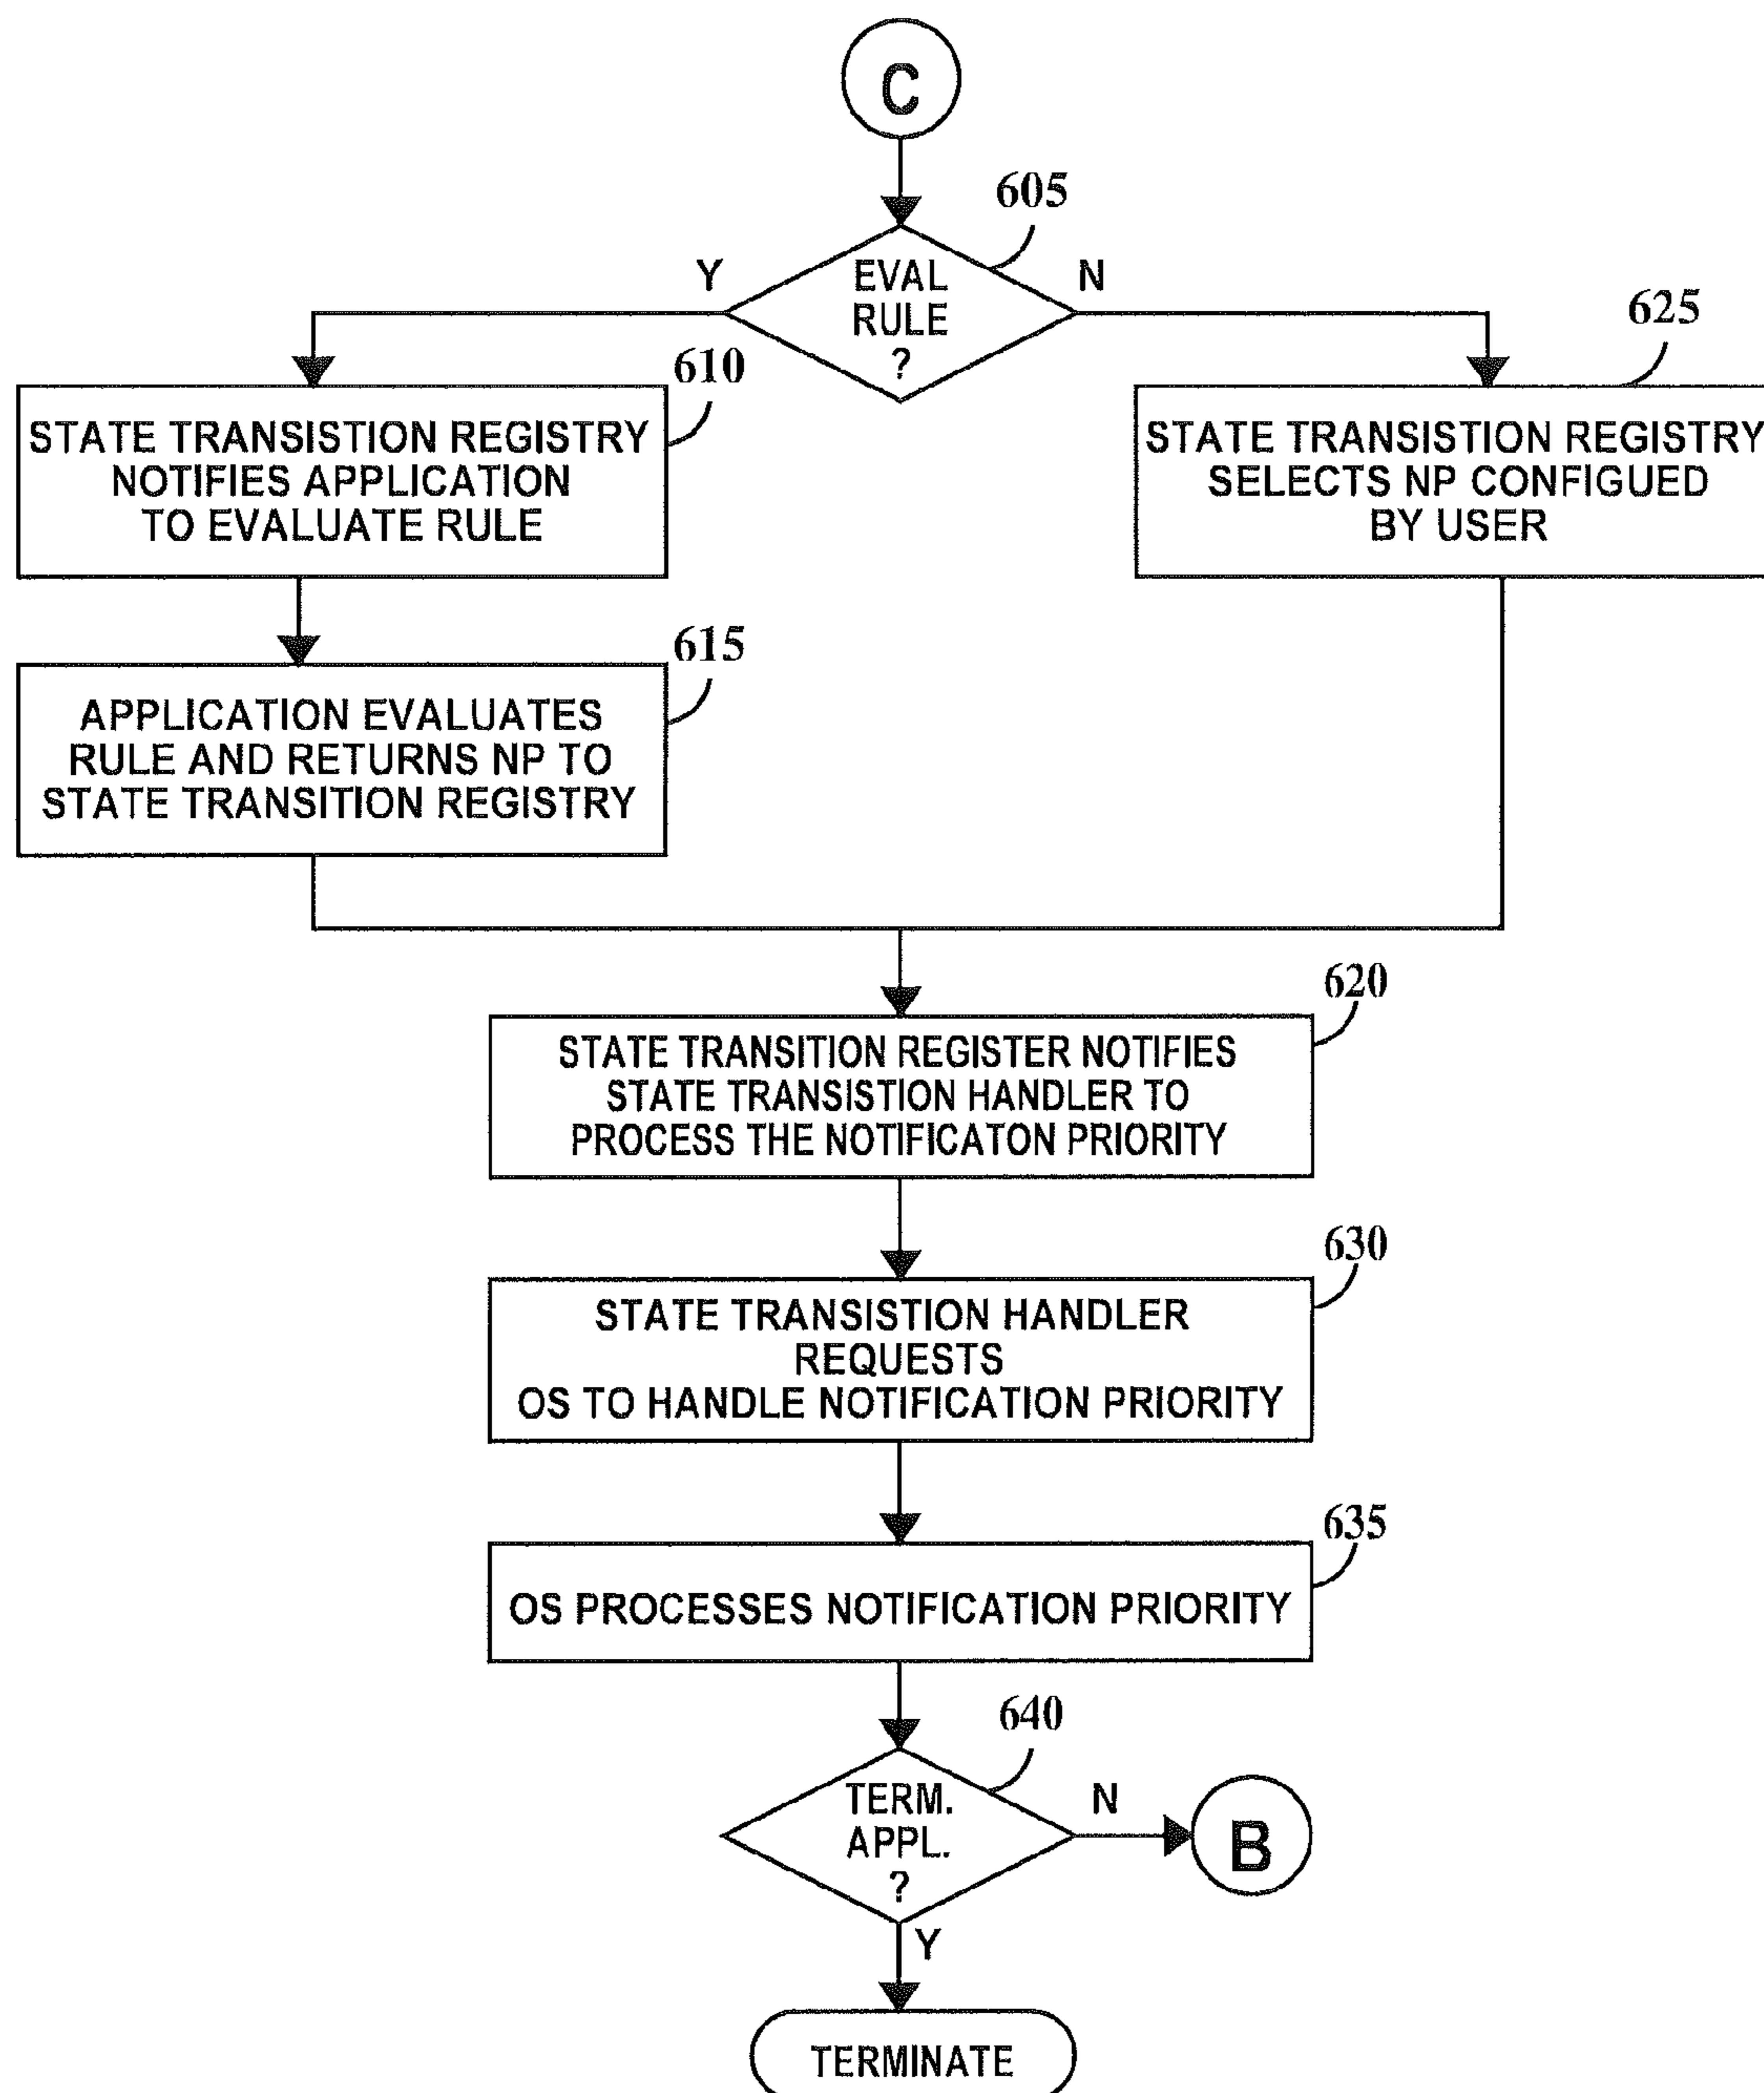 C
605
EVAL
RULE
?
Y
N
610
STATE TRANSISTION REGISTRY
NOTIFIES APPLICATION
TO EVALUATE RULE
625
STATE TRANSISTION REGISTRY
SELECTS NP CONFIGUED
BY USER
615
APPLICATION EVALUATES
RULE AND RETURNS NP TO
STATE TRANSITION REGISTRY
620
STATE TRANSITION REGISTER NOTIFIES
STATE TRANSISTION HANDLER TO
PROCESS THE NOTIFICATON PRIORITY
630
STATE TRANSISTION HANDLER
REQUESTS
OS TO HANDLE NOTIFICATION PRIORITY
635
OS PROCESSES NOTIFICATION PRIORITY
640
TERM.
APPL.
?
N
B
Y
TERMINATE